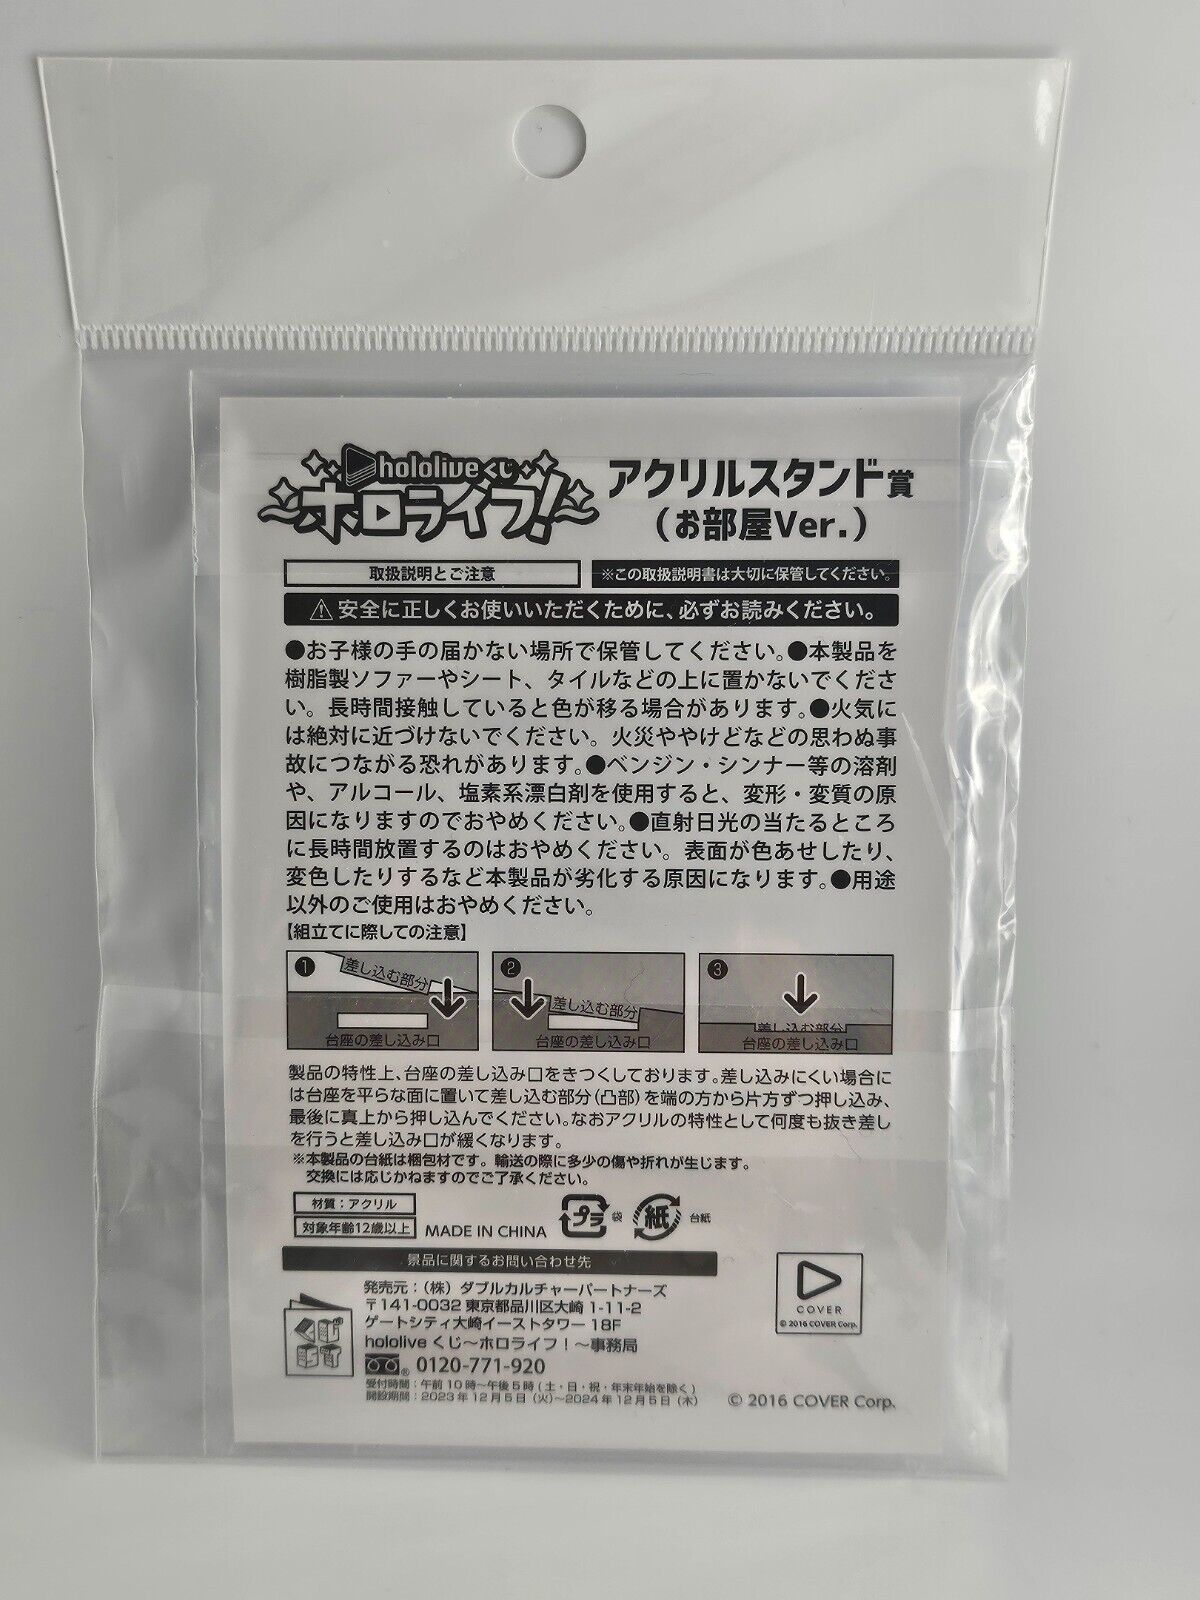 hololive くじ
～ホロライフ！～
アクリルスタンド賞
（お部屋Ver.）
取扱説明とご注意
※この取扱説明書は大切に保管してください。
安全に正しくお使いいただくために、必ずお読みください。
●お子様の手の届かない場所で保管してください。●本製品を
樹脂製ソファーやシート、タイルなどの上に置かないでくださ
い。長時間接触していると色が移る場合があります。●火気に
は絶対に近づけないでください。火災ややけどなどの思わぬ事
故につながる恐れがあります。●ベンジン・シンナー等の溶剤
や、アルコール、塩素系漂白剤を使用すると、変形・変質の原
因になりますのでおやめください。●直射日光の当たるところ
に長時間放置するのはおやめください。表面が色あせしたり、
変色したりするなど本製品が劣化する原因になります。●用途
以外のご使用はおやめください。
【組立てに際しての注意】
1
差し込む部分
台座の差し込み口
2
差し込む部分
台座の差し込み口
3
差し込む部分
台座の差し込み口
製品の特性上、台座の差し込み口をきつくしております。差し込みにくい場合に
は台座を平らな面に置いて差し込む部分（凸部）を端の方から片方ずつ押し込み、
最後に真上から押し込んでください。なおアクリルの特性として何度も抜き差し
を行うと差し込み口が緩くなります。
※本製品の台紙は梱包材です。輸送の際に多少の傷や折れが生じます。
交換には応じかねますのでご了承ください。
材質：アクリル
対象年齢12歳以上
MADE IN CHINA
プラ
袋
紙
台紙
景品に関するお問い合わせ先
発売元：（株）ダブルカルチャーパートナーズ
〒141-0032 東京都品川区大崎 1-11-2
ゲートシティ大崎イーストタワー 18F
hololive くじ～ホロライフ！～事務局
0120-771-920
受付時間：午前10時～午後5時（土・日・祝・年末年始を除く）
開設期間：2023年12月5日（火）～2024年12月5日（木）
COVER
© 2016 COVER Corp.
© 2016 COVER Corp.